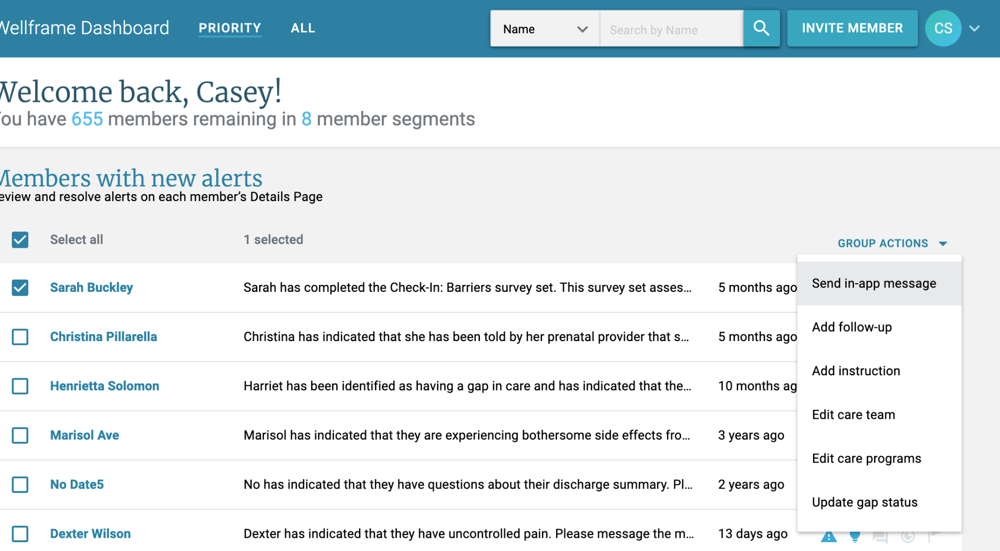 Wellframe Dashboard PRIORITY ALL Name Search by Name INVITE MEMBER CS
Welcome back, Casey!
You have 655 members remaining in 8 member segments
Members with new alerts
eview and resolve alerts on each member's Details Page
Select all 1 selected GROUP ACTIONS
Sarah Buckley Sarah has completed the Check-In: Barriers survey set. This survey set asses... 5 months ago
Christina Pillarella Christina has indicated that she has been told by her prenatal provider that s... 5 months ago
Henrietta Solomon Harriet has been identified as having a gap in care and has indicated that the... 10 months ag
Marisol Ave Marisol has indicated that they are experiencing bothersome side effects fro... 3 years ago
No Date5 No has indicated that they have questions about their discharge summary. Pl... 2 years ago
Dexter Wilson Dexter has indicated that they have uncontrolled pain. Please message the m... 13 days ago
Send in-app message
Add follow-up
Add instruction
Edit care team
Edit care programs
Update gap status